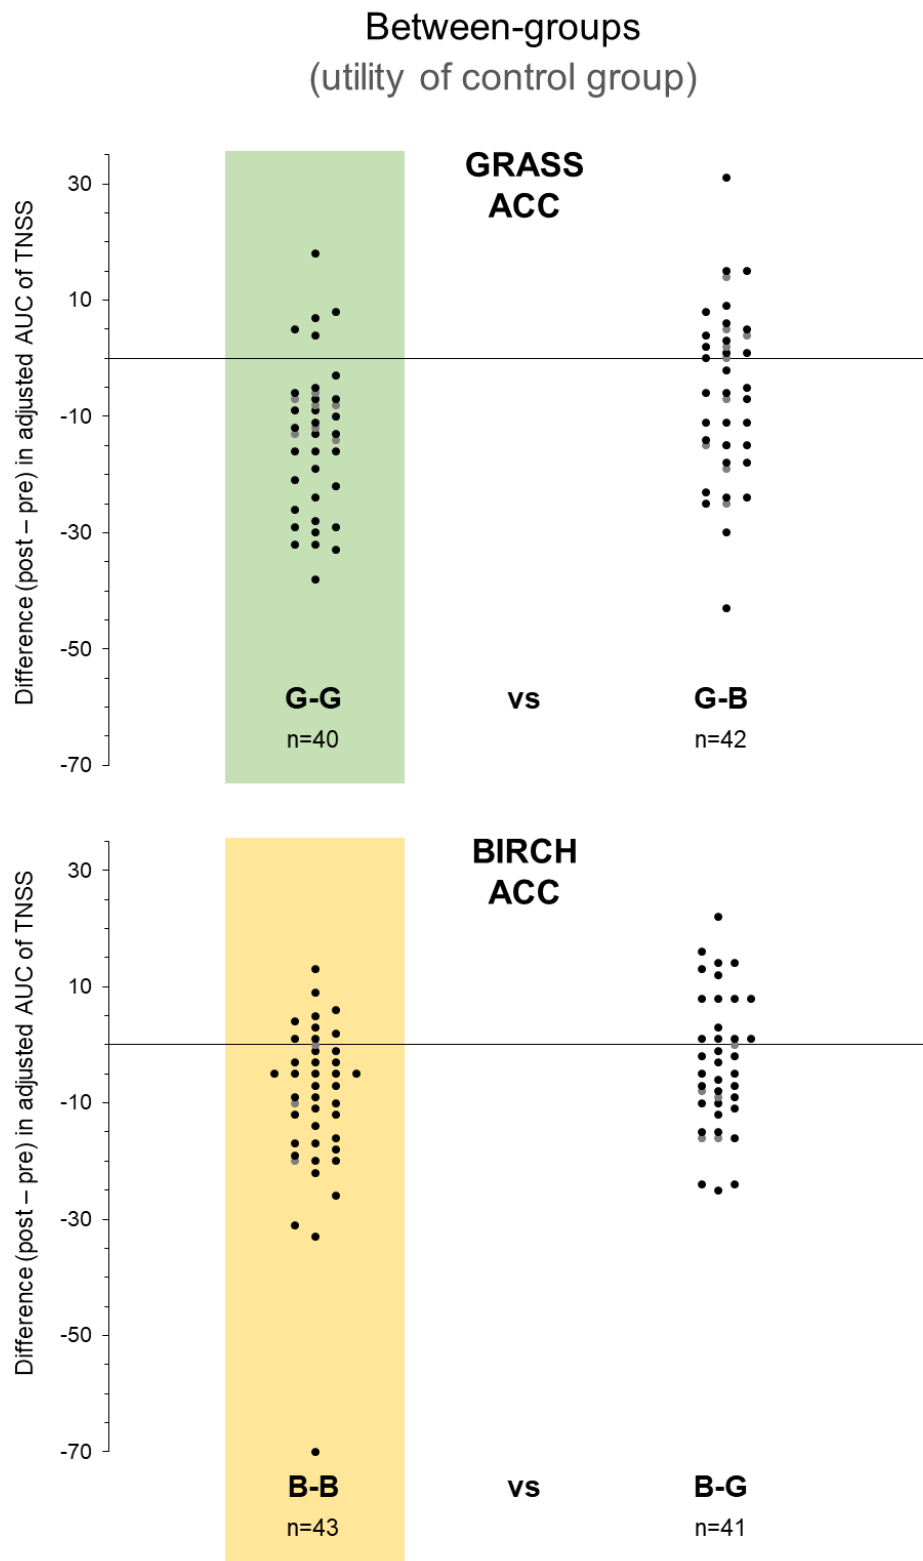 Between-groups
(utility of control group)
GRASS
ACC
Difference (post – pre) in adjusted AUC of TNSS
30
10
-10
-30
-50
-70
G-G
vs
G-B
n=40
n=42
BIRCH
ACC
Difference (post – pre) in adjusted AUC of TNSS
30
10
-10
-30
-50
-70
B-B
vs
B-G
n=43
n=41